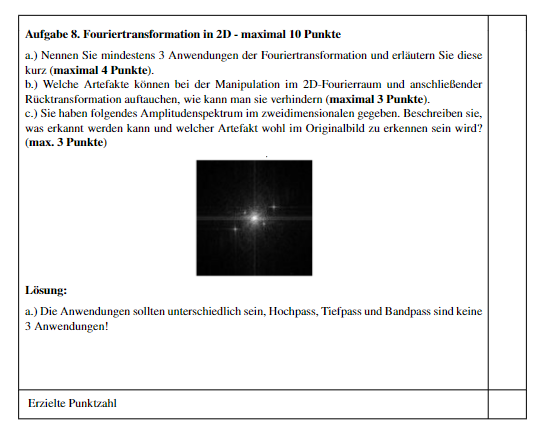 Aufgabe 8. Fouriertransformation in 2D - maximal 10 Punkte
a.) Nennen Sie mindestens 3 Anwendungen der Fouriertransformation und erläutern Sie diese
kurz (maximal 4 Punkte).
b.) Welche Artefakte können bei der Manipulation im 2D-Fourierraum und anschließender
Rücktransformation auftauchen, wie kann man sie verhindern (maximal 3 Punkte).
c.) Sie haben folgendes Amplitudenspektrum im zweidimensionalen gegeben. Beschreiben sie,
was erkannt werden kann und welcher Artefakt wohl im Originalbild zu erkennen sein wird?
(max. 3 Punkte)
Lösung:
a.) Die Anwendungen sollten unterschiedlich sein, Hochpass, Tiefpass und Bandpass sind keine
3 Anwendungen!
Erzielte Punktzahl